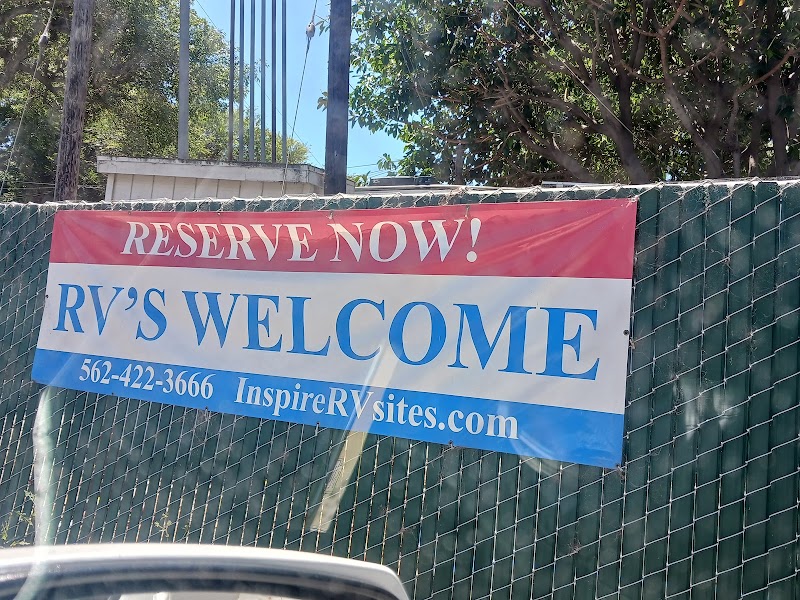 RESERVE NOW!
RV'S WELCOME
562-422-3666 InspireRVsites.com